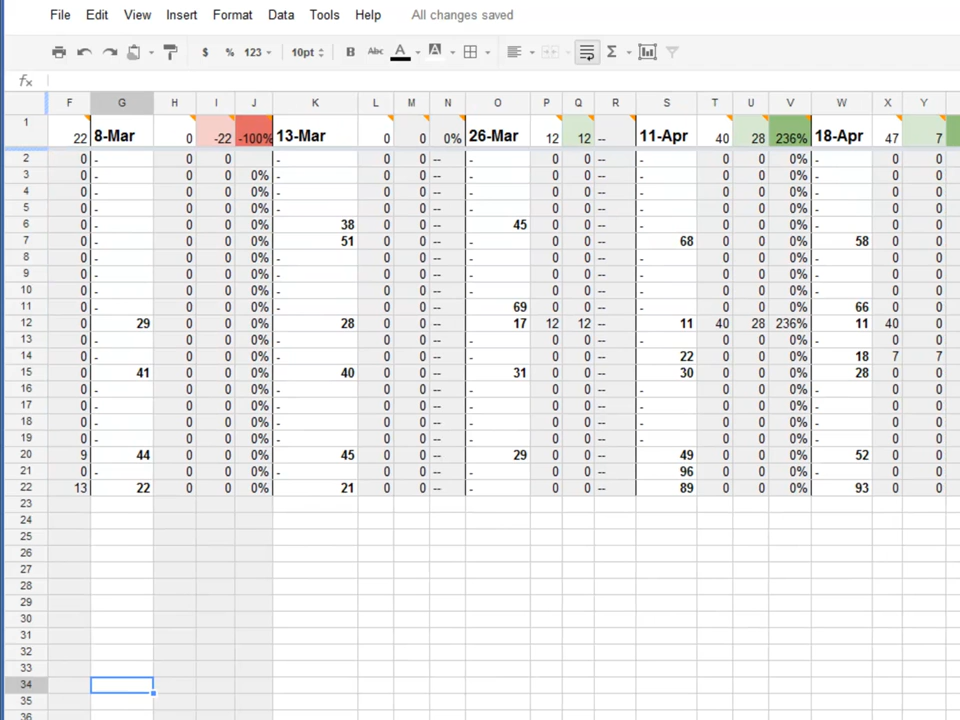 File Edit View Insert Format Data Tools Help All changes saved
$ % 123 10pt B Abc A A Σ
fx
F G H I J K L M N O P Q R S T U V W X Y
1 22 8-Mar 0 -22 -100% 13-Mar 0 0 0% 26-Mar 12 12 -- 11-Apr 40 28 236% 18-Apr 47 7
2 0 - 0 0 - 0 0 -- - 0 0 -- - 0 0 0% - 0 0
3 0 - 0 0 0% - 0 0 -- - 0 0 -- - 0 0 0% - 0 0
4 0 - 0 0 0% - 0 0 -- - 0 0 -- - 0 0 0% - 0 0
5 0 - 0 0 0% - 0 0 -- - 0 0 -- - 0 0 0% - 0 0
6 0 - 0 0 0% 38 0 0 -- 45 0 0 -- - 0 0 0% - 0 0
7 0 - 0 0 0% 51 0 0 -- - 0 0 -- 68 0 0 0% 58 0 0
8 0 - 0 0 0% - 0 0 -- - 0 0 -- - 0 0 0% - 0 0
9 0 - 0 0 0% - 0 0 -- - 0 0 -- - 0 0 0% - 0 0
10 0 - 0 0 0% - 0 0 -- - 0 0 -- - 0 0 0% - 0 0
11 0 - 0 0 0% - 0 0 -- 69 0 0 -- - 0 0 0% 66 0 0
12 0 29 0 0 0% 28 0 0 -- 17 12 12 -- 11 40 28 236% 11 40 0
13 0 - 0 0 0% - 0 0 -- - 0 0 -- - 0 0 0% - 0 0
14 0 - 0 0 0% - 0 0 -- - 0 0 -- 22 0 0 0% 18 7 7
15 0 41 0 0 0% 40 0 0 -- 31 0 0 -- 30 0 0 0% 28 0 0
16 0 - 0 0 0% - 0 0 -- - 0 0 -- - 0 0 0% - 0 0
17 0 - 0 0 0% - 0 0 -- - 0 0 -- - 0 0 0% - 0 0
18 0 - 0 0 0% - 0 0 -- - 0 0 -- - 0 0 0% - 0 0
19 0 - 0 0 0% - 0 0 -- - 0 0 -- - 0 0 0% - 0 0
20 9 44 0 0 0% 45 0 0 -- 29 0 0 -- 49 0 0 0% 52 0 0
21 0 - 0 0 0% - 0 0 -- - 0 0 -- 96 0 0 0% - 0 0
22 13 22 0 0 0% 21 0 0 -- - 0 0 -- 89 0 0 0% 93 0 0
23
24
25
26
27
28
29
30
31
32
33
34
35
36